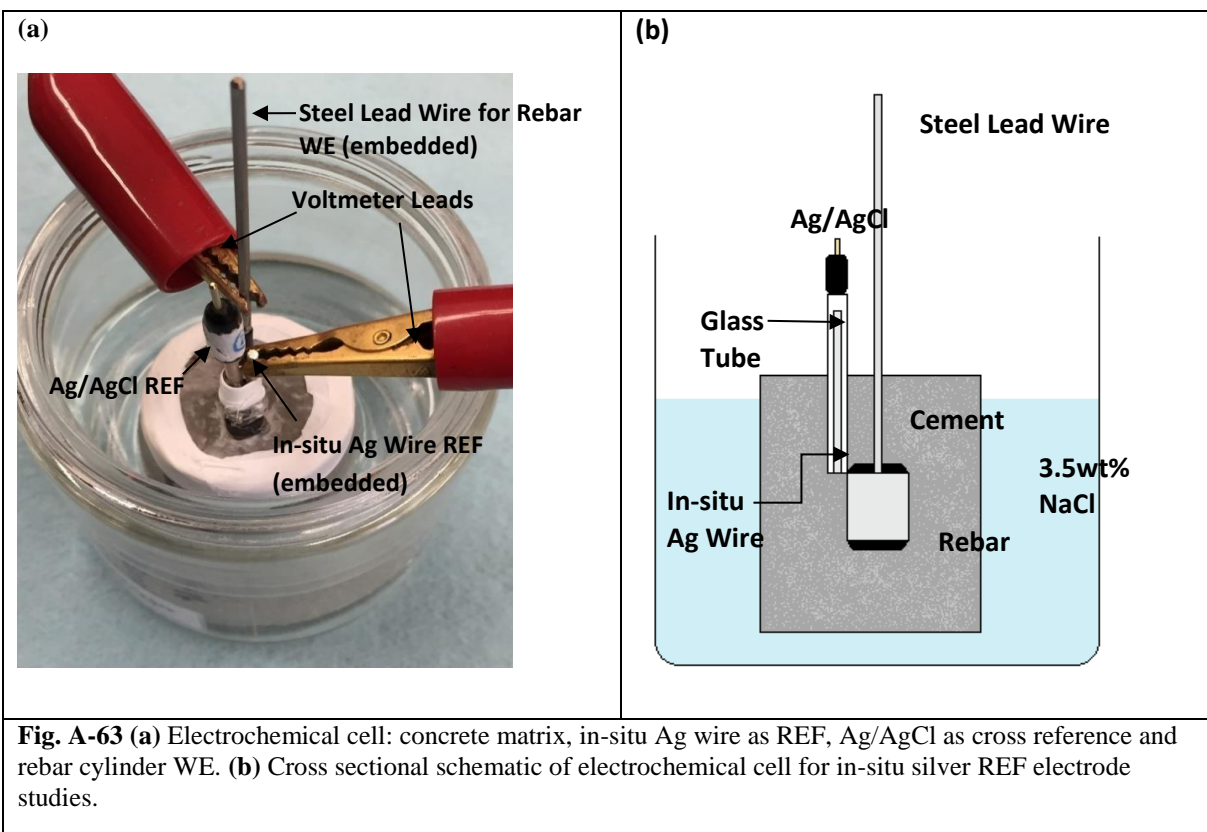 (a)
Steel Lead Wire for Rebar
WE (embedded)
Voltmeter Leads
Ag/AgCl REF
In-situ Ag Wire REF
(embedded)
(b)
Steel Lead Wire
Ag/AgCl
Glass
Tube
Cement
3.5wt%
NaCl
In-situ
Ag Wire
Rebar
Fig. A-63 (a) Electrochemical cell: concrete matrix, in-situ Ag wire as REF, Ag/AgCl as cross reference and
rebar cylinder WE. (b) Cross sectional schematic of electrochemical cell for in-situ silver REF electrode
studies.